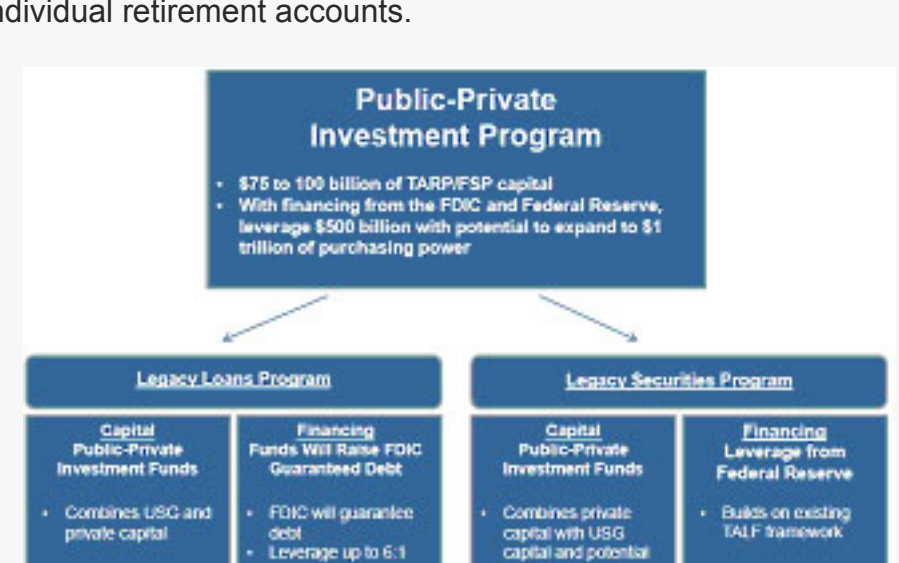 ndividual retirement accounts.
Public-Private
Investment Program
• $75 to 100 billion of TARP/FSP capital
• With financing from the FDIC and Federal Reserve,
leverage $500 billion with potential to expand to $1
trillion of purchasing power
Legacy Loans Program
Legacy Securities Program
Capital
Public-Private
Investment Funds
• Combines USG and
private capital
Financing
Funds Will Raise FDIC
Guaranteed Debt
• FDIC will guarantee
debt
• Leverage up to 6:1
Capital
Public-Private
Investment Funds
• Combines private
capital with USG
capital and potential
Financing
Leverage from
Federal Reserve
• Builds on existing
TALF framework